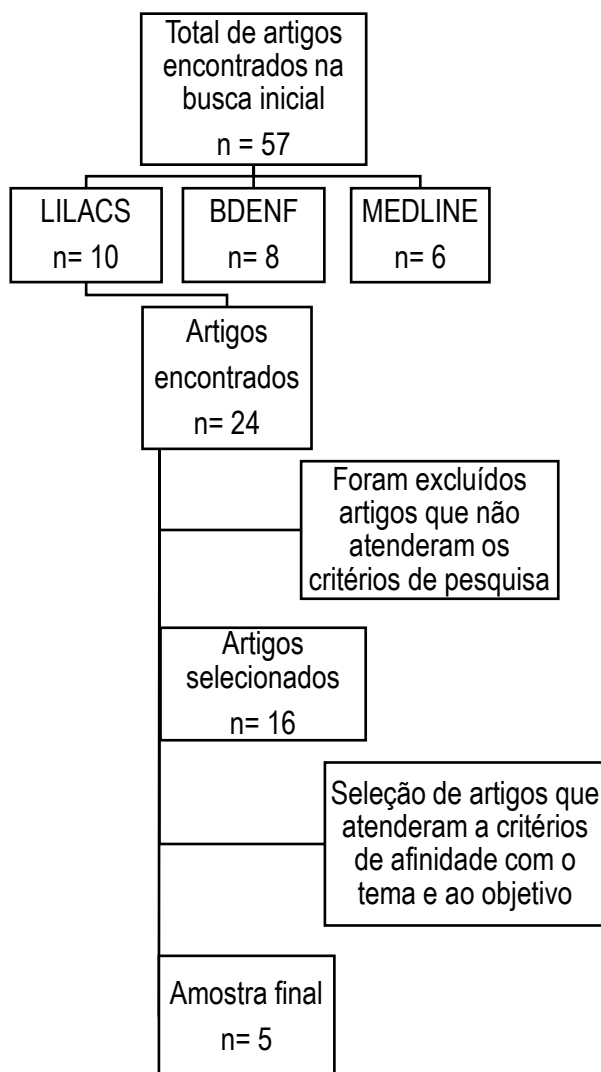 Total de artigos
encontrados na
busca inicial
n = 57
LILACS
n= 10
BDENF
n= 8
MEDLINE
n= 6
Artigos
encontrados
n= 24
Foram excluídos
artigos que não
atenderam os
critérios de pesquisa
Artigos
selecionados
n= 16
Seleção de artigos que
atenderam a critérios
de afinidade com o
tema e ao objetivo
Amostra final
n= 5